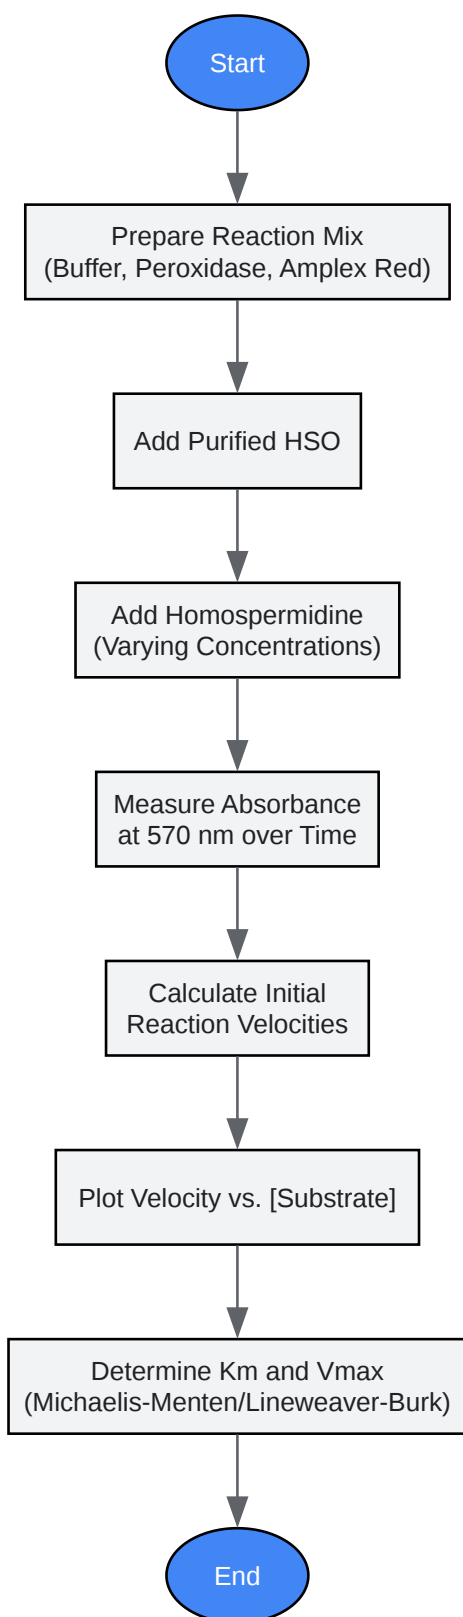 Start
Prepare Reaction Mix
(Buffer, Peroxidase, Amplex Red)
Add Purified HSO
Add Homospermidine
(Varying Concentrations)
Measure Absorbance
at 570 nm over Time
Calculate Initial
Reaction Velocities
Plot Velocity vs. [Substrate]
Determine Km and Vmax
(Michaelis-Menten/Lineweaver-Burk)
End